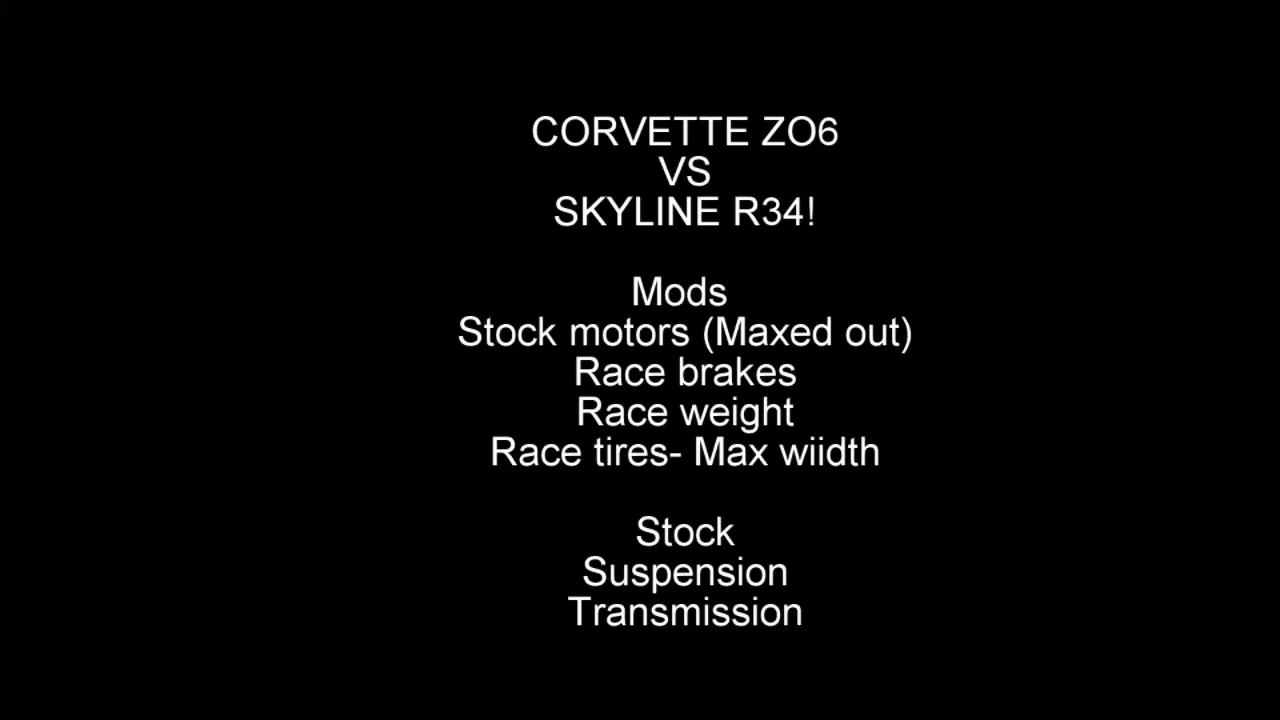 CORVETTE ZO6
VS
SKYLINE R34!
Mods
Stock motors (Maxed out)
Race brakes
Race weight
Race tires- Max wiidth
Stock
Suspension
Transmission